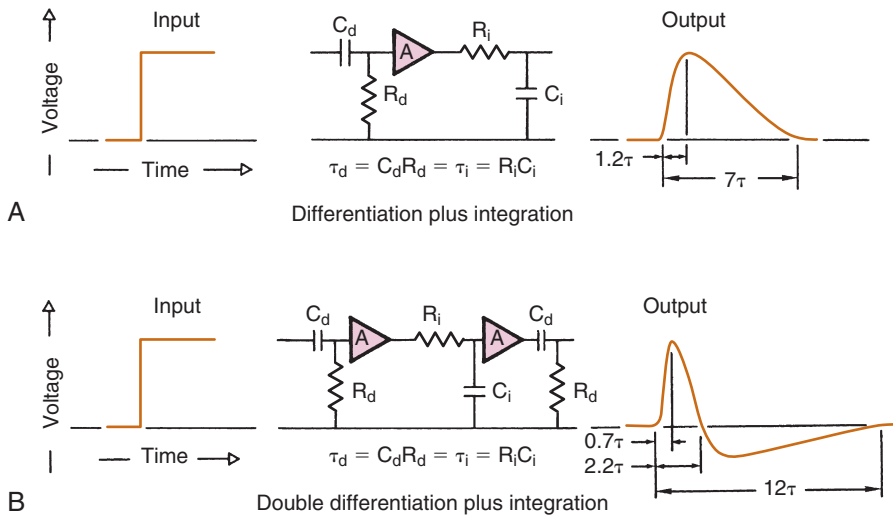 Input
Output
Voltage
Time
C_d
R_d
A
R_i
C_i
τ_d = C_dR_d = τ_i = R_iC_i
1.2τ
7τ
A
Differentiation plus integration
Input
Output
Voltage
Time
C_d
R_d
A
R_i
C_i
A
C_d
R_d
τ_d = C_dR_d = τ_i = R_iC_i
0.7τ
2.2τ
12τ
B
Double differentiation plus integration